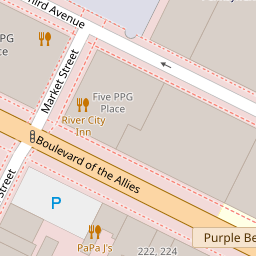 Third Avenue
PPG
Market Street
Five PPG
Place
River City
Inn
Boulevard of the Allies
Street
P
PaPa J's
Purple Be
222, 224